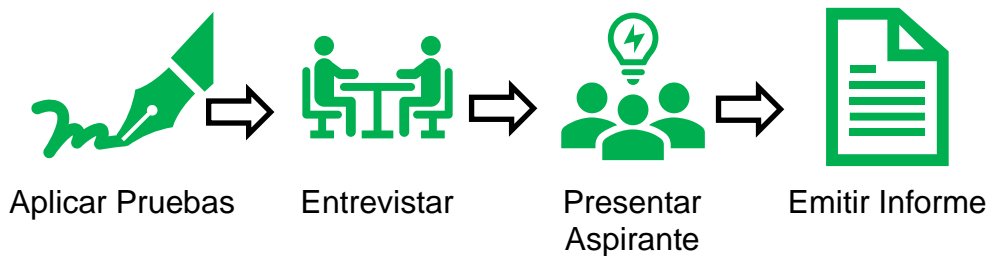 Aplicar Pruebas
Entrevistar
Presentar
Aspirante
Emitir Informe